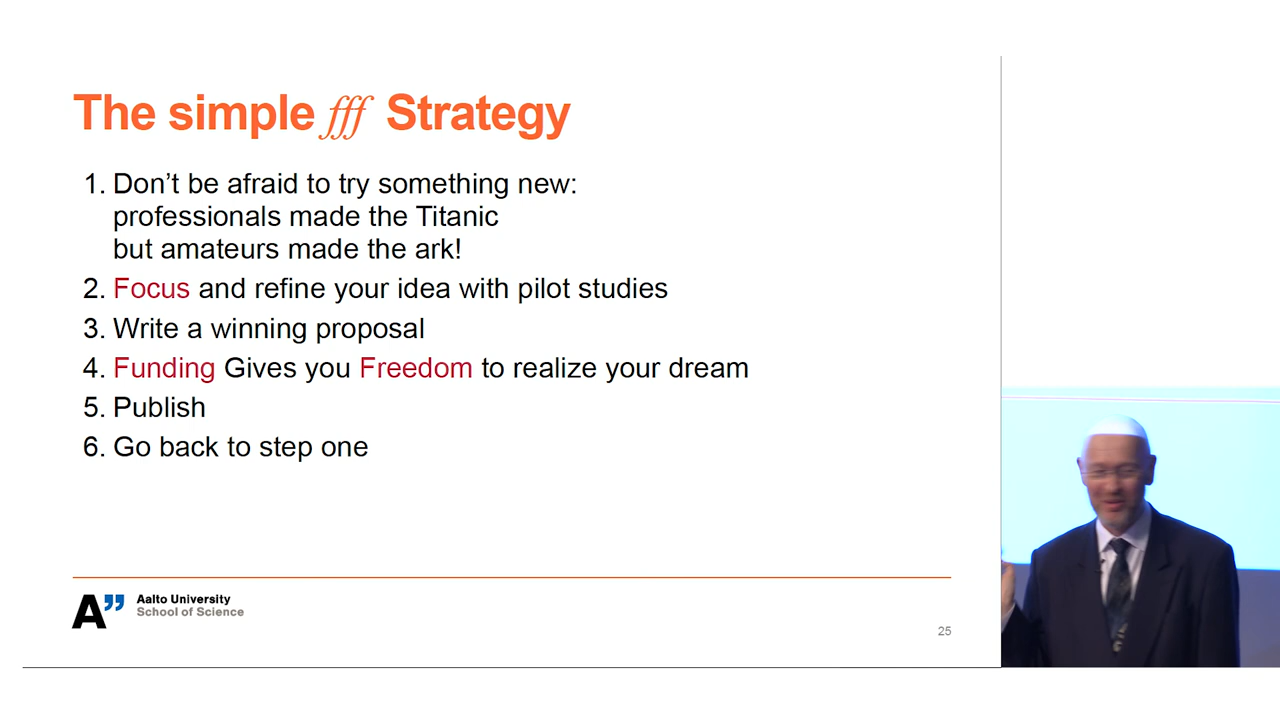 The simple fff Strategy
1. Don’t be afraid to try something new:
professionals made the Titanic
but amateurs made the ark!
2. Focus and refine your idea with pilot studies
3. Write a winning proposal
4. Funding Gives you Freedom to realize your dream
5. Publish
6. Go back to step one
A”
Aalto University
School of Science
25